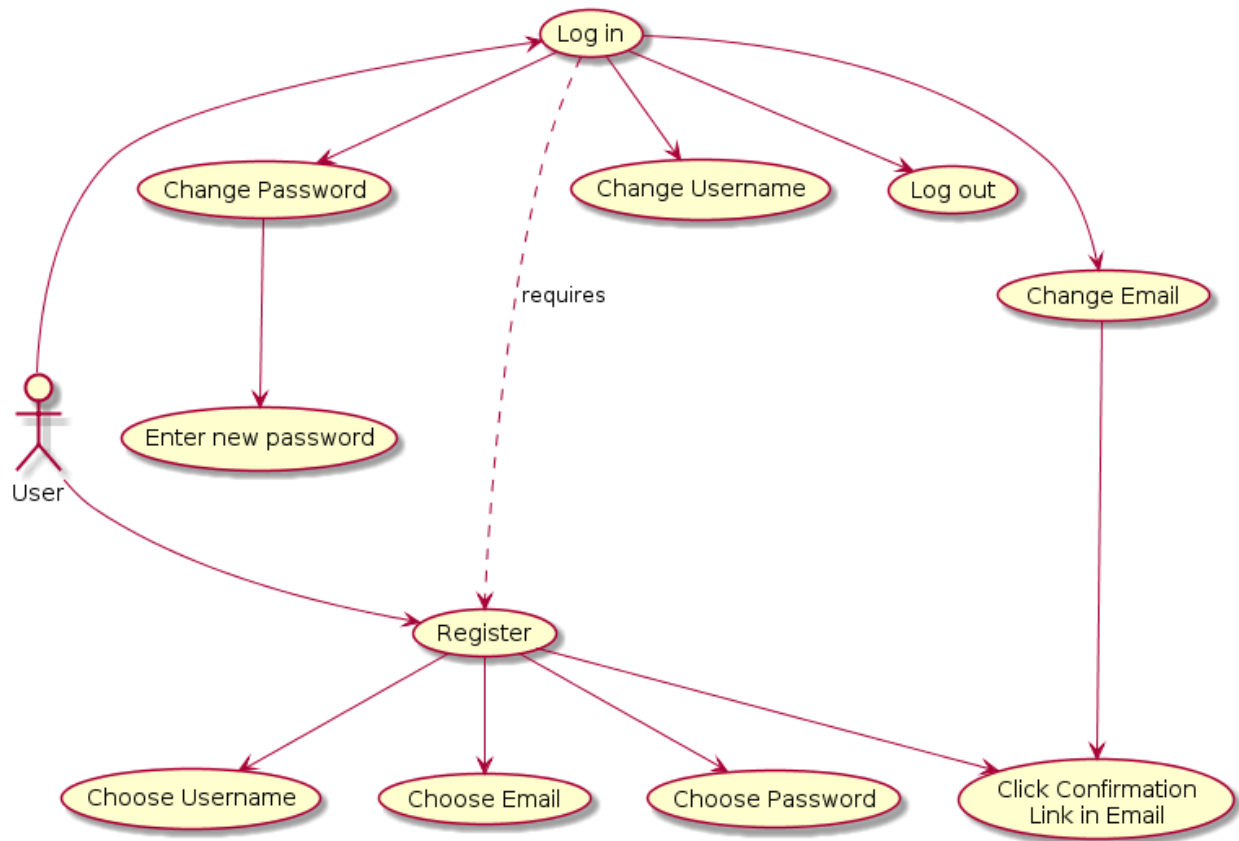 Log in
Change Password
Change Username
Log out
requires
Change Email
Enter new password
User
Register
Choose Username
Choose Email
Choose Password
Click Confirmation
Link in Email